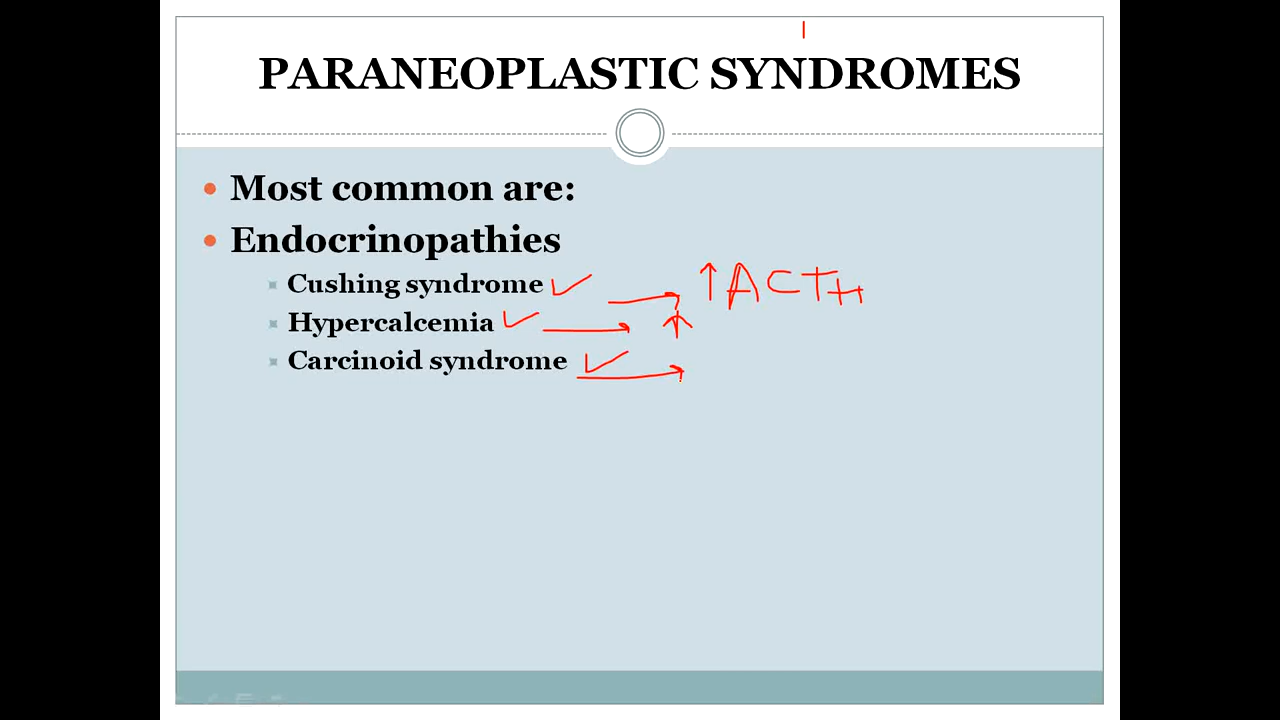 PARANEOPLASTIC SYNDROMES
Most common are:
Endocrinopathies
Cushing syndrome ✓ → ↑ ACTH
Hypercalcemia ✓ → ↑
Carcinoid syndrome ✓ →